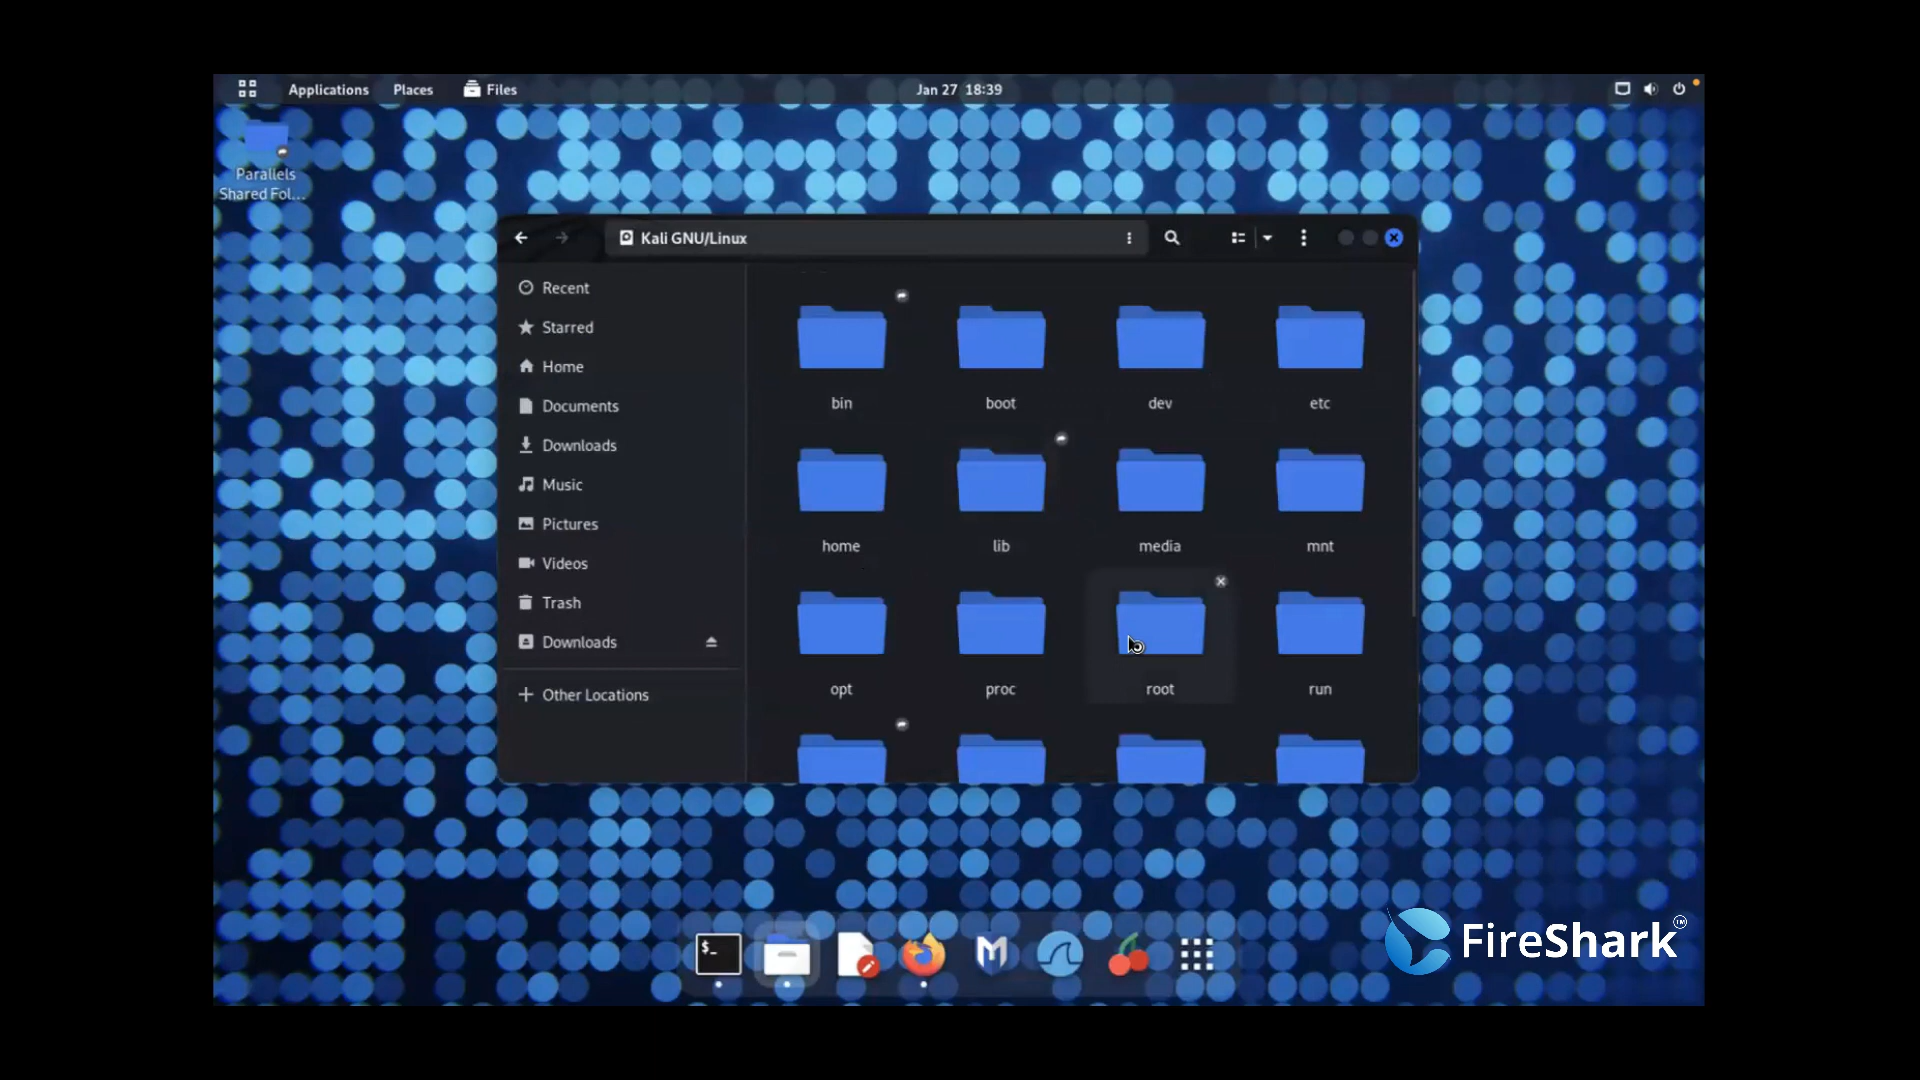 Applications Places Files Jan 27 18:39
Parallels
Shared Fol...
Kali GNU/Linux
Recent
Starred
Home
Documents
Downloads
Music
Pictures
Videos
Trash
Downloads
Other Locations
bin boot dev etc
home lib media mnt
opt proc root run
$_
FireShark™